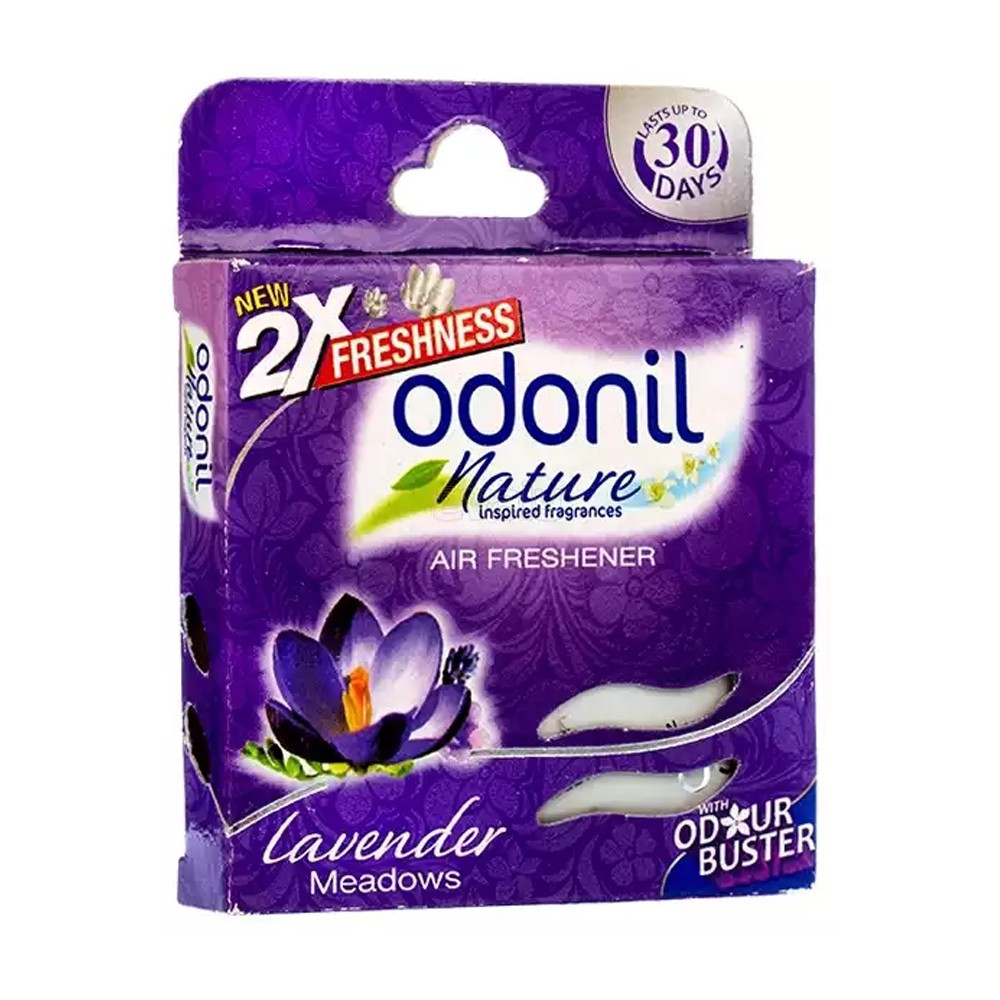 LASTS UP TO
30*
DAYS
NEW
2X
FRESHNESS
odonil
Nature
inspired fragrances
AIR FRESHENER
odonil
Nature
Lavender
Meadows
WITH
ODOUR
BUSTER